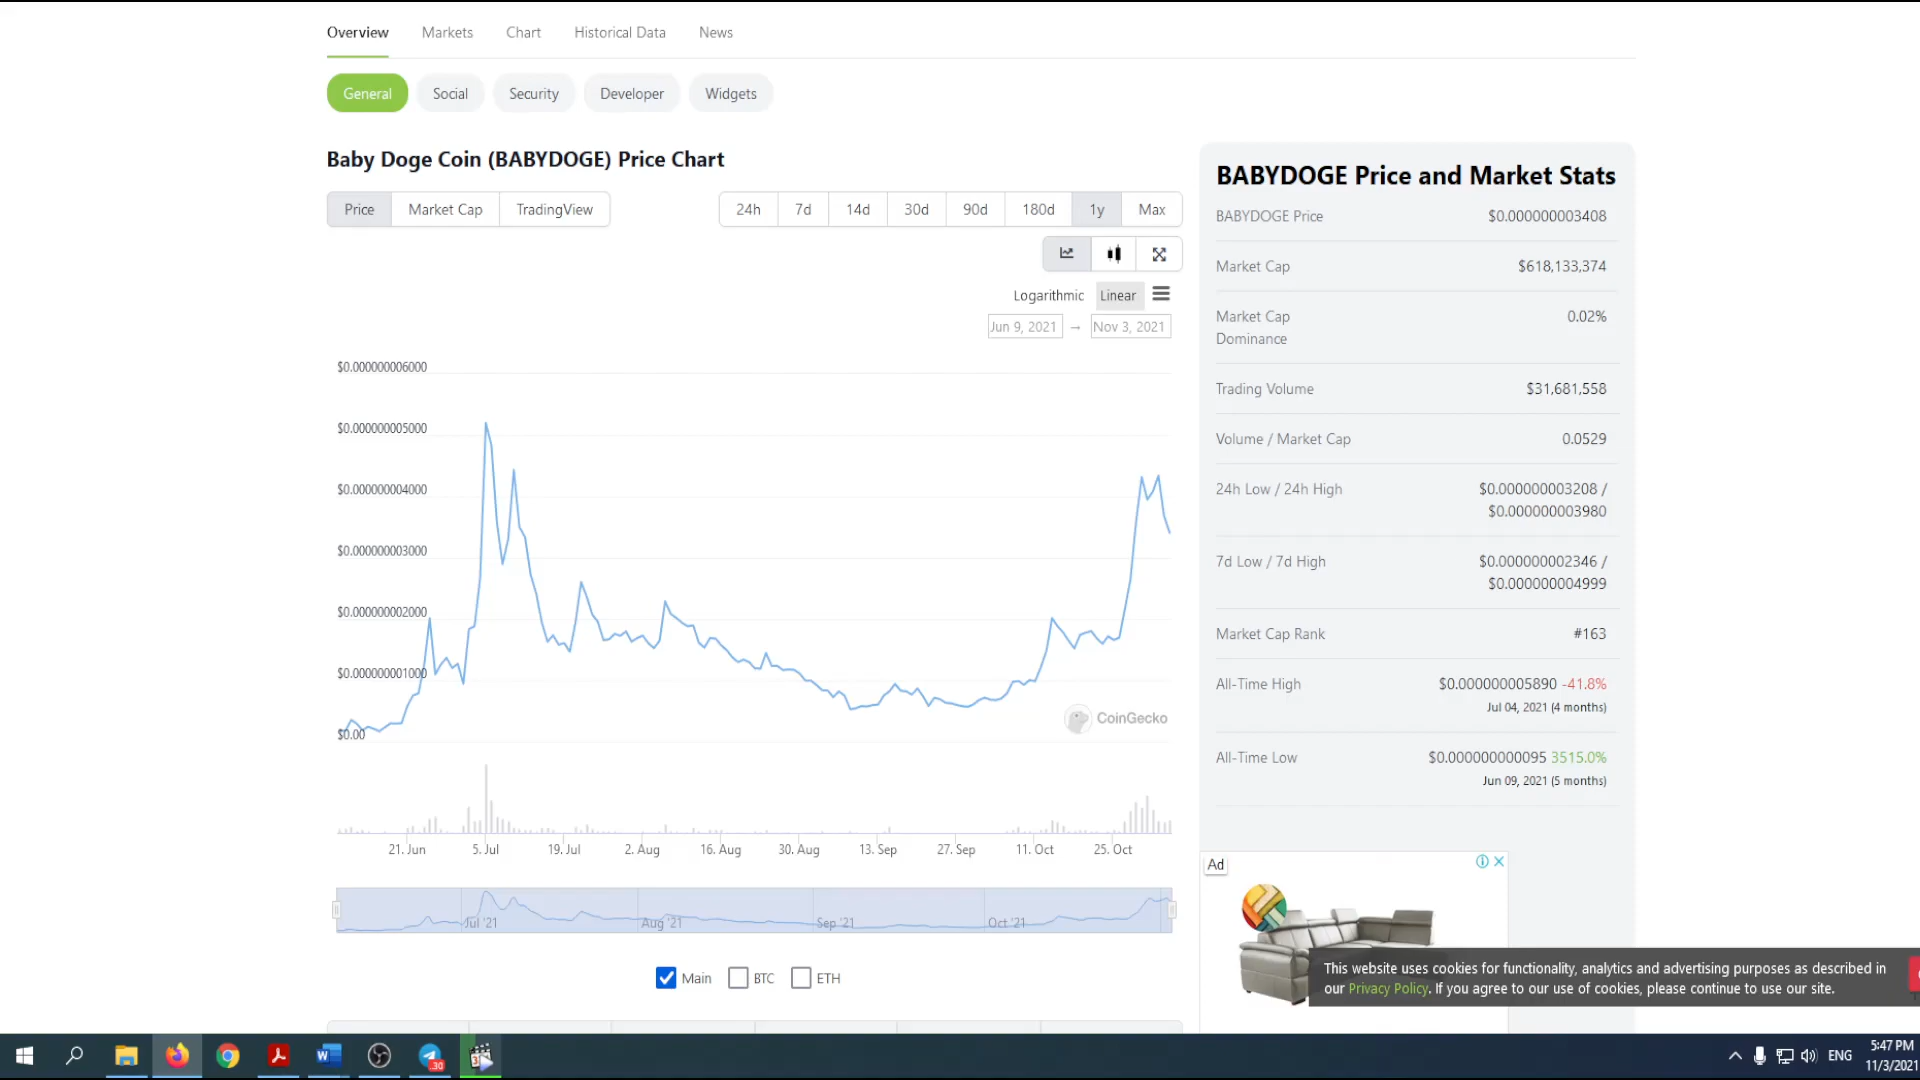 Overview Markets Chart Historical Data News
General Social Security Developer Widgets
Baby Doge Coin (BABYDOGE) Price Chart
Price Market Cap TradingView
24h 7d 14d 30d 90d 180d 1y Max
Logarithmic Linear
Jun 9, 2021 → Nov 3, 2021
$0.000000006000
$0.000000005000
$0.000000004000
$0.000000003000
$0.000000002000
$0.000000001000
$0.00
CoinGecko
21. Jun 5. Jul 19. Jul 2. Aug 16. Aug 30. Aug 13. Sep 27. Sep 11. Oct 25. Oct
Jul '21 Aug '21 Sep '21 Oct '21
Main BTC ETH
BABYDOGE Price and Market Stats
BABYDOGE Price $0.000000003408
Market Cap $618,133,374
Market Cap 0.02%
Dominance
Trading Volume $31,681,558
Volume / Market Cap 0.0529
24h Low / 24h High $0.000000003208 /
$0.000000003980
7d Low / 7d High $0.000000002346 /
$0.000000004999
Market Cap Rank #163
All-Time High $0.000000005890 -41.8%
Jul 04, 2021 (4 months)
All-Time Low $0.000000000095 3515.0%
Jun 09, 2021 (5 months)
Ad
This website uses cookies for functionality, analytics and advertising purposes as described in
our Privacy Policy. If you agree to our use of cookies, please continue to use our site.
30
ENG
5:47 PM
11/3/2021